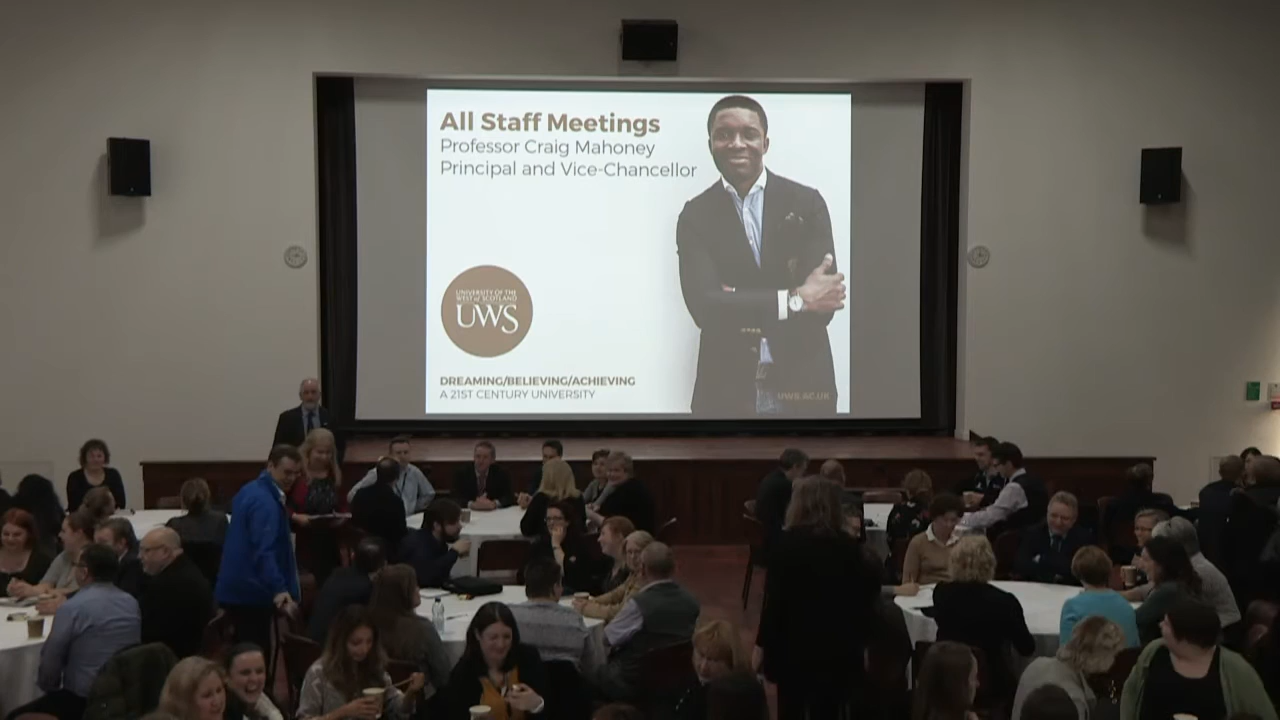 All Staff Meetings
Professor Craig Mahoney
Principal and Vice-Chancellor
UNIVERSITY OF THE
WEST of SCOTLAND
UWS
DREAMING/BELIEVING/ACHIEVING
A 21ST CENTURY UNIVERSITY
UWS.AC.UK